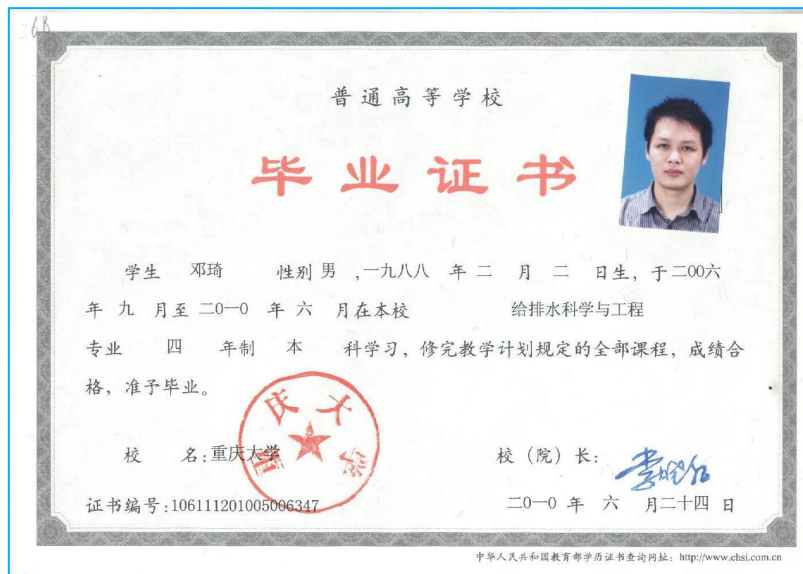 68
普通高等学校
毕业证书
学生 邓琦 性别 男 ,一九八八 年 二 月 二 日生，于二00六
年 九 月至 二0一0 年 六 月在本校 给排水科学与工程
专业 四 年制 本 科学习，修完教学计划规定的全部课程，成绩合
格，准予毕业。
重庆大学
校 名:重庆大学 校（院）长：
证书编号:106111201005006347 二0一0 年 六 月二十四 日
中华人民共和国教育部学历证书查询网址：http://www.chsi.com.cn